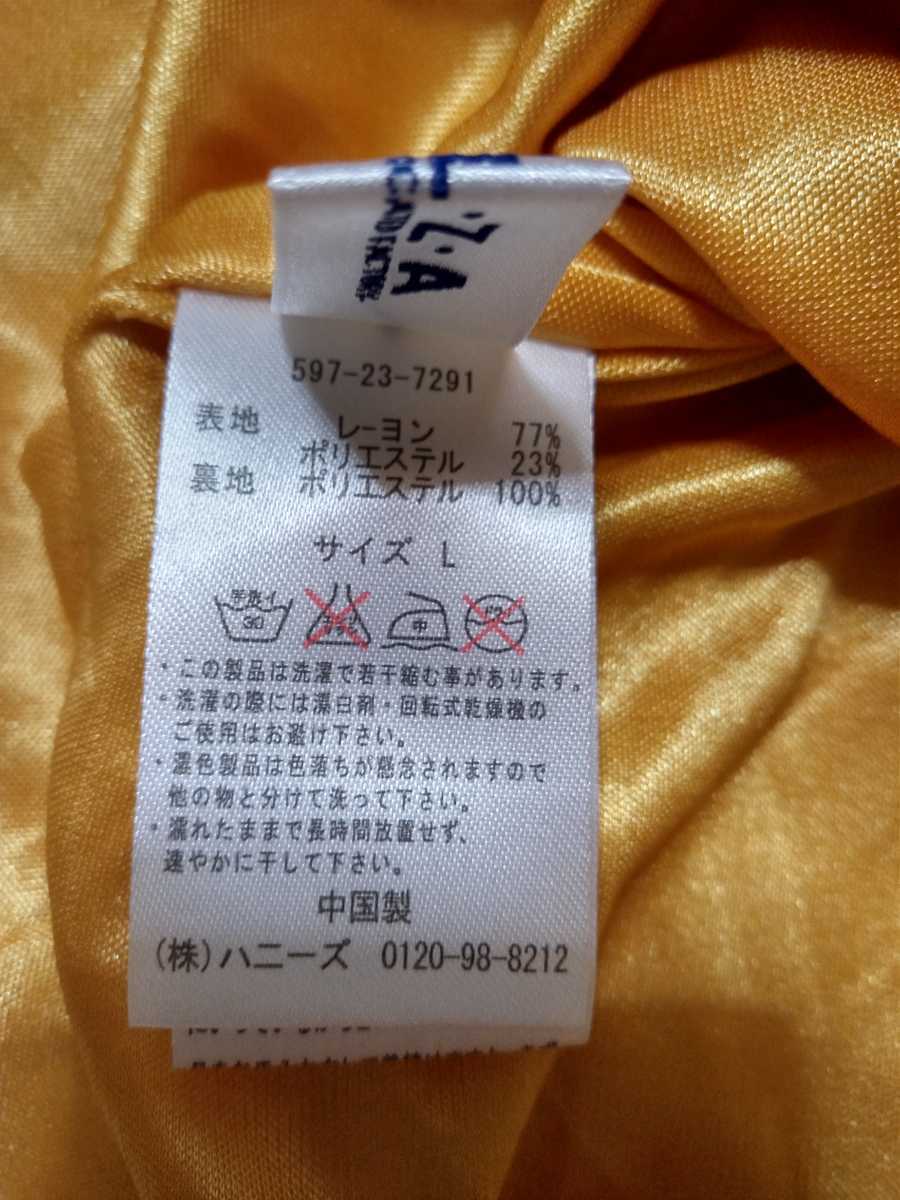 Z・A
597-23-7291
表地 レーヨン 77%
ポリエステル 23%
裏地 ポリエステル 100%
サイズ L
手洗イ 30 中
・この製品は洗濯で若干縮む事があります。
・洗濯の際には漂白剤・回転式乾燥機の
ご使用はお避け下さい。
・濃色製品は色落ちが懸念されますので
他の物と分けて洗って下さい。
・濡れたままで長時間放置せず、
速やかに干して下さい。
中国製
(株)ハニーズ 0120-98-8212